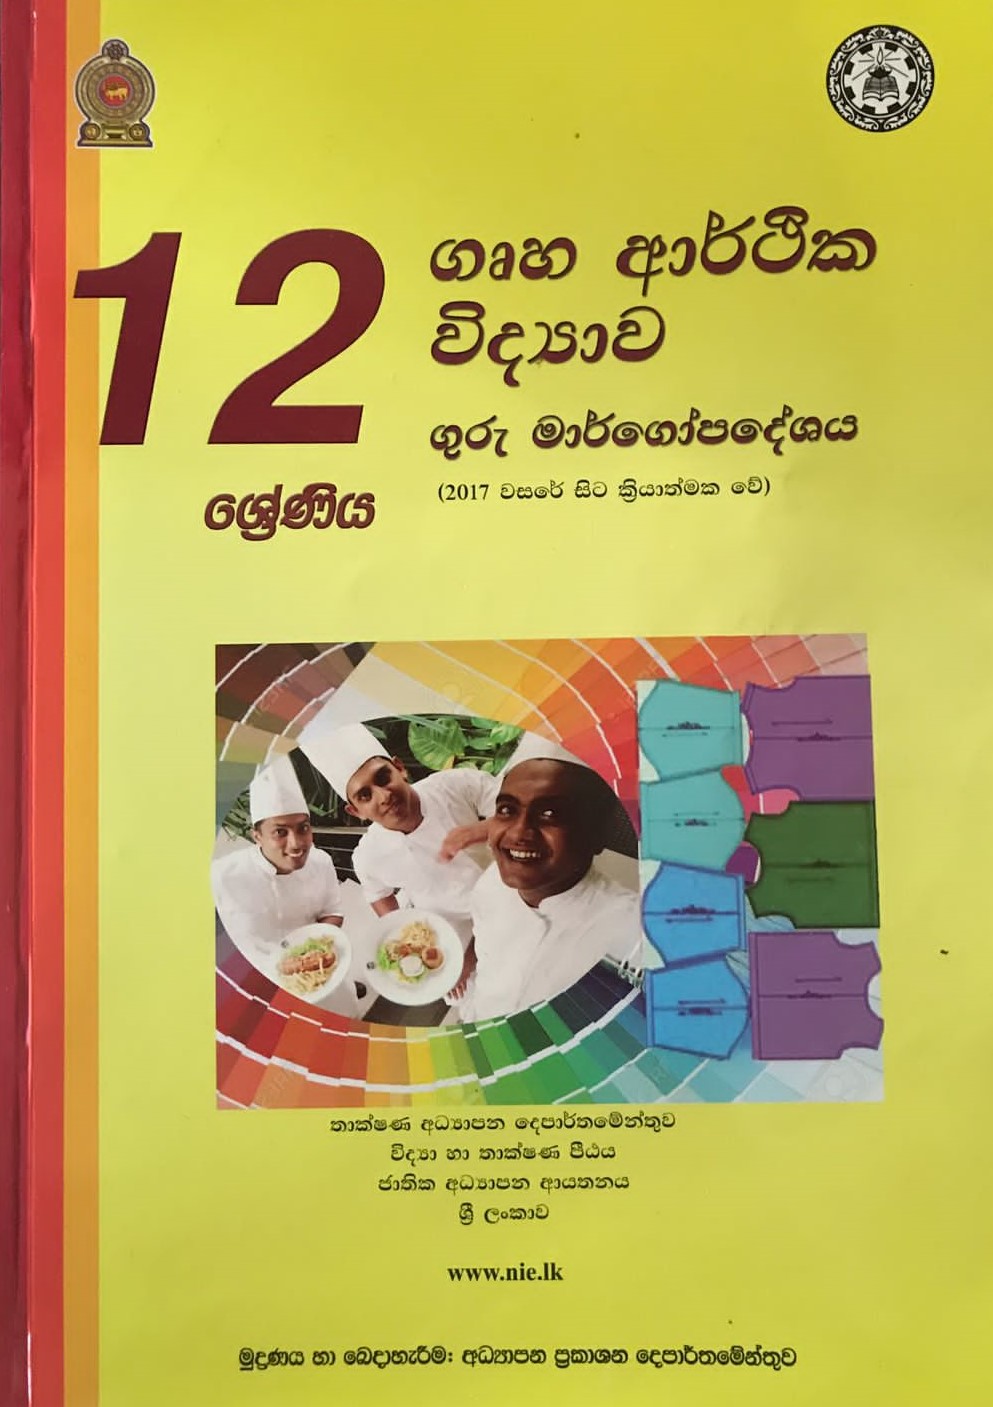 12
ශ්‍රේණිය
ගෘහ ආර්ථික
විද්‍යාව
ගුරු මාර්ගෝපදේශය
(2017 වසරේ සිට ක්‍රියාත්මක වේ)
තාක්ෂණ අධ්‍යාපන දෙපාර්තමේන්තුව
විද්‍යා හා තාක්ෂණ පීඨය
ජාතික අධ්‍යාපන ආයතනය
ශ්‍රී ලංකාව
www.nie.lk
මුද්‍රණය හා බෙදාහැරීම: අධ්‍යාපන ප්‍රකාශන දෙපාර්තමේන්තුව